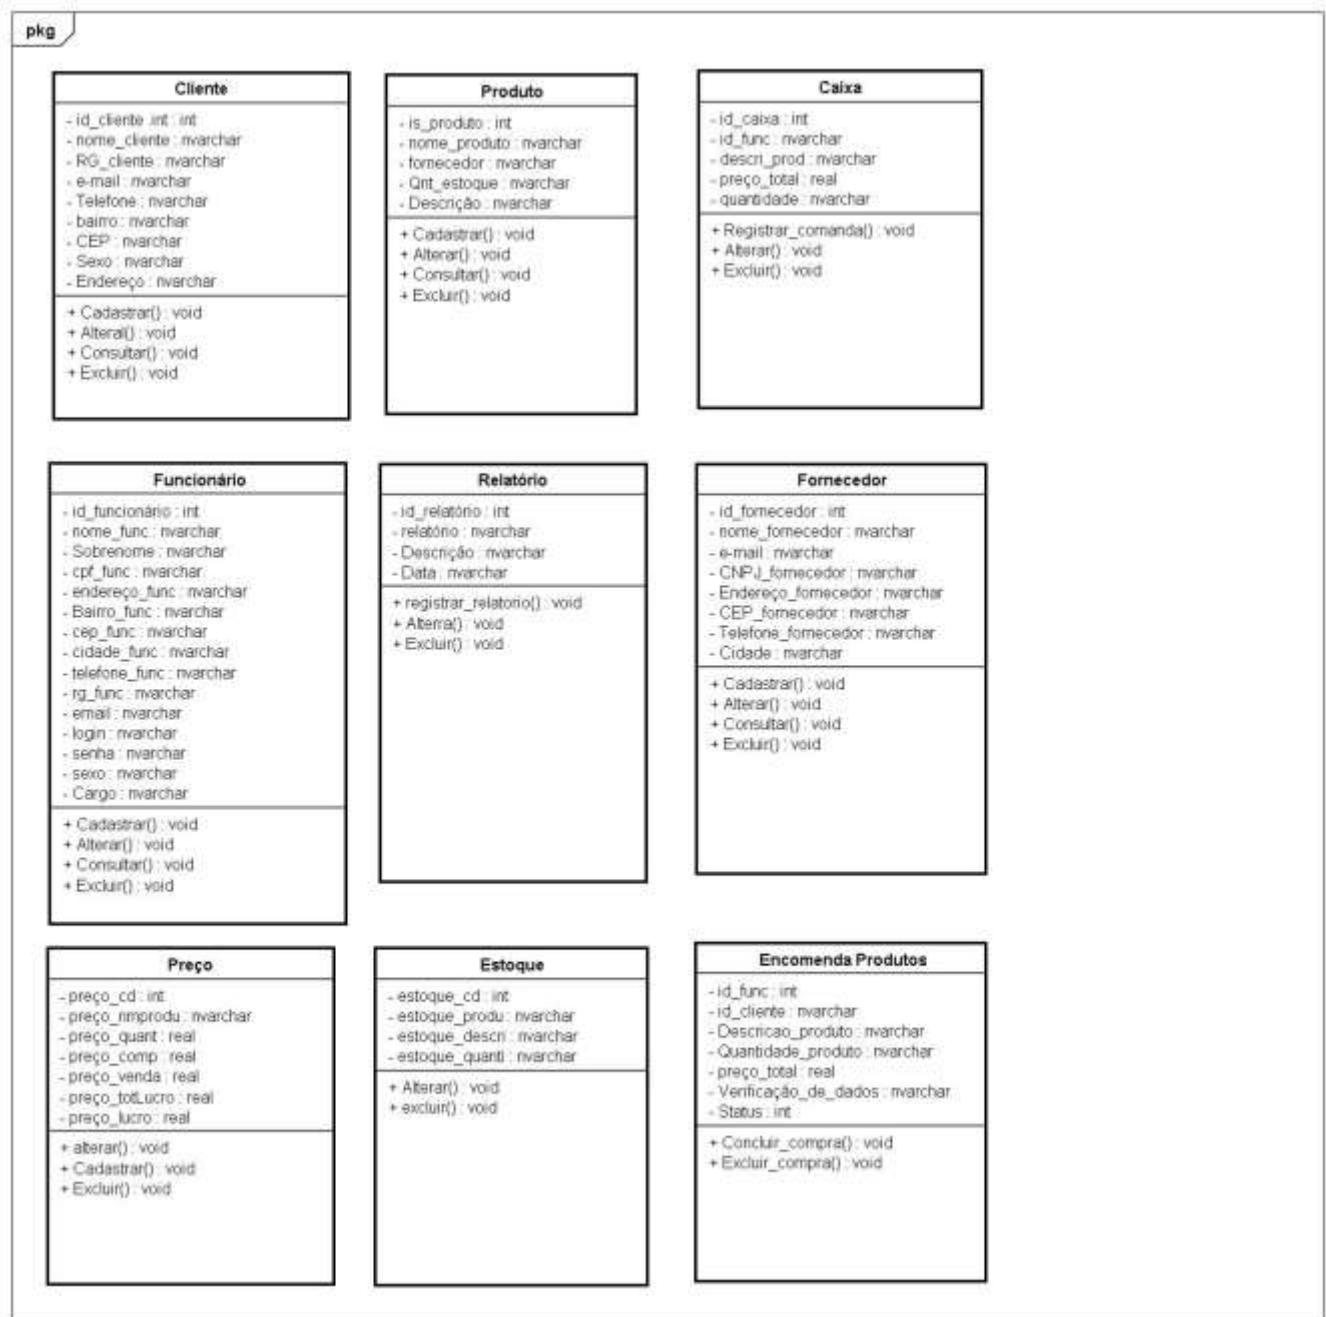 pkg
Cliente
- id_cliente .int : int
- nome_cliente : nvarchar
- RG_cliente : nvarchar
- e-mail : nvarchar
- Telefone : nvarchar
- bairro : nvarchar
- CEP : nvarchar
- Sexo : nvarchar
- Endereço : nvarchar
+ Cadastrar() : void
+ Alteral() : void
+ Consultar() : void
+ Excluir() : void
Produto
- is_produto : int
- nome_produto : nvarchar
- fornecedor : nvarchar
- Qnt_estoque : nvarchar
- Descrição : nvarchar
+ Cadastrar() : void
+ Alterar() : void
+ Consultar() : void
+ Excluir() : void
Caixa
- id_caixa : int
- id_func : nvarchar
- descri_prod : nvarchar
- preço_total : real
- quantidade : nvarchar
+ Registrar_comanda() : void
+ Alterar() : void
+ Excluir() : void
Funcionário
- id_funcionário : int
- nome_func : nvarchar
- Sobrenome : nvarchar
- cpf_func : nvarchar
- endereço_func : nvarchar
- Bairro_func : nvarchar
- cep_func : nvarchar
- cidade_func : nvarchar
- telefone_func : nvarchar
- rg_func : nvarchar
- email : nvarchar
- login : nvarchar
- senha : nvarchar
- sexo : nvarchar
- Cargo : nvarchar
+ Cadastrar() : void
+ Alterar() : void
+ Consultar() : void
+ Excluir() : void
Relatório
- id_relatório : int
- relatório : nvarchar
- Descrição : nvarchar
- Data : nvarchar
+ registrar_relatorio() : void
+ Alterra() : void
+ Excluir() : void
Fornecedor
- id_fornecedor : int
- nome_fornecedor : nvarchar
- e-mail : nvarchar
- CNPJ_fornecedor : nvarchar
- Endereço_fornecedor : nvarchar
- CEP_fornecedor : nvarchar
- Telefone_fornecedor : nvarchar
- Cidade : nvarchar
+ Cadastrar() : void
+ Alterar() : void
+ Consultar() : void
+ Excluir() : void
Preço
- preço_cd : int
- preço_nmprodu : nvarchar
- preço_quant : real
- preço_comp : real
- preço_venda : real
- preço_totLucro : real
- preço_lucro : real
+ alterar() : void
+ Cadastrar() : void
+ Excluir() : void
Estoque
- estoque_cd : int
- estoque_produ : nvarchar
- estoque_descri : nvarchar
- estoque_quanti : nvarchar
+ Alterar() : void
+ excluir() : void
Encomenda Produtos
- id_func : int
- id_cliente : nvarchar
- Descricao_produto : nvarchar
- Quantidade_produto : nvarchar
- preço_total : real
- Verificação_de_dados : nvarchar
- Status : int
+ Concluir_compra() : void
+ Excluir_compra() : void